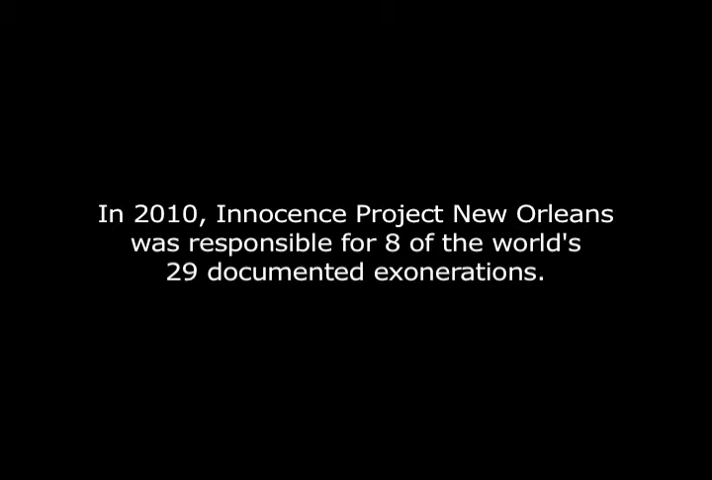 In 2010, Innocence Project New Orleans
was responsible for 8 of the world's
29 documented exonerations.